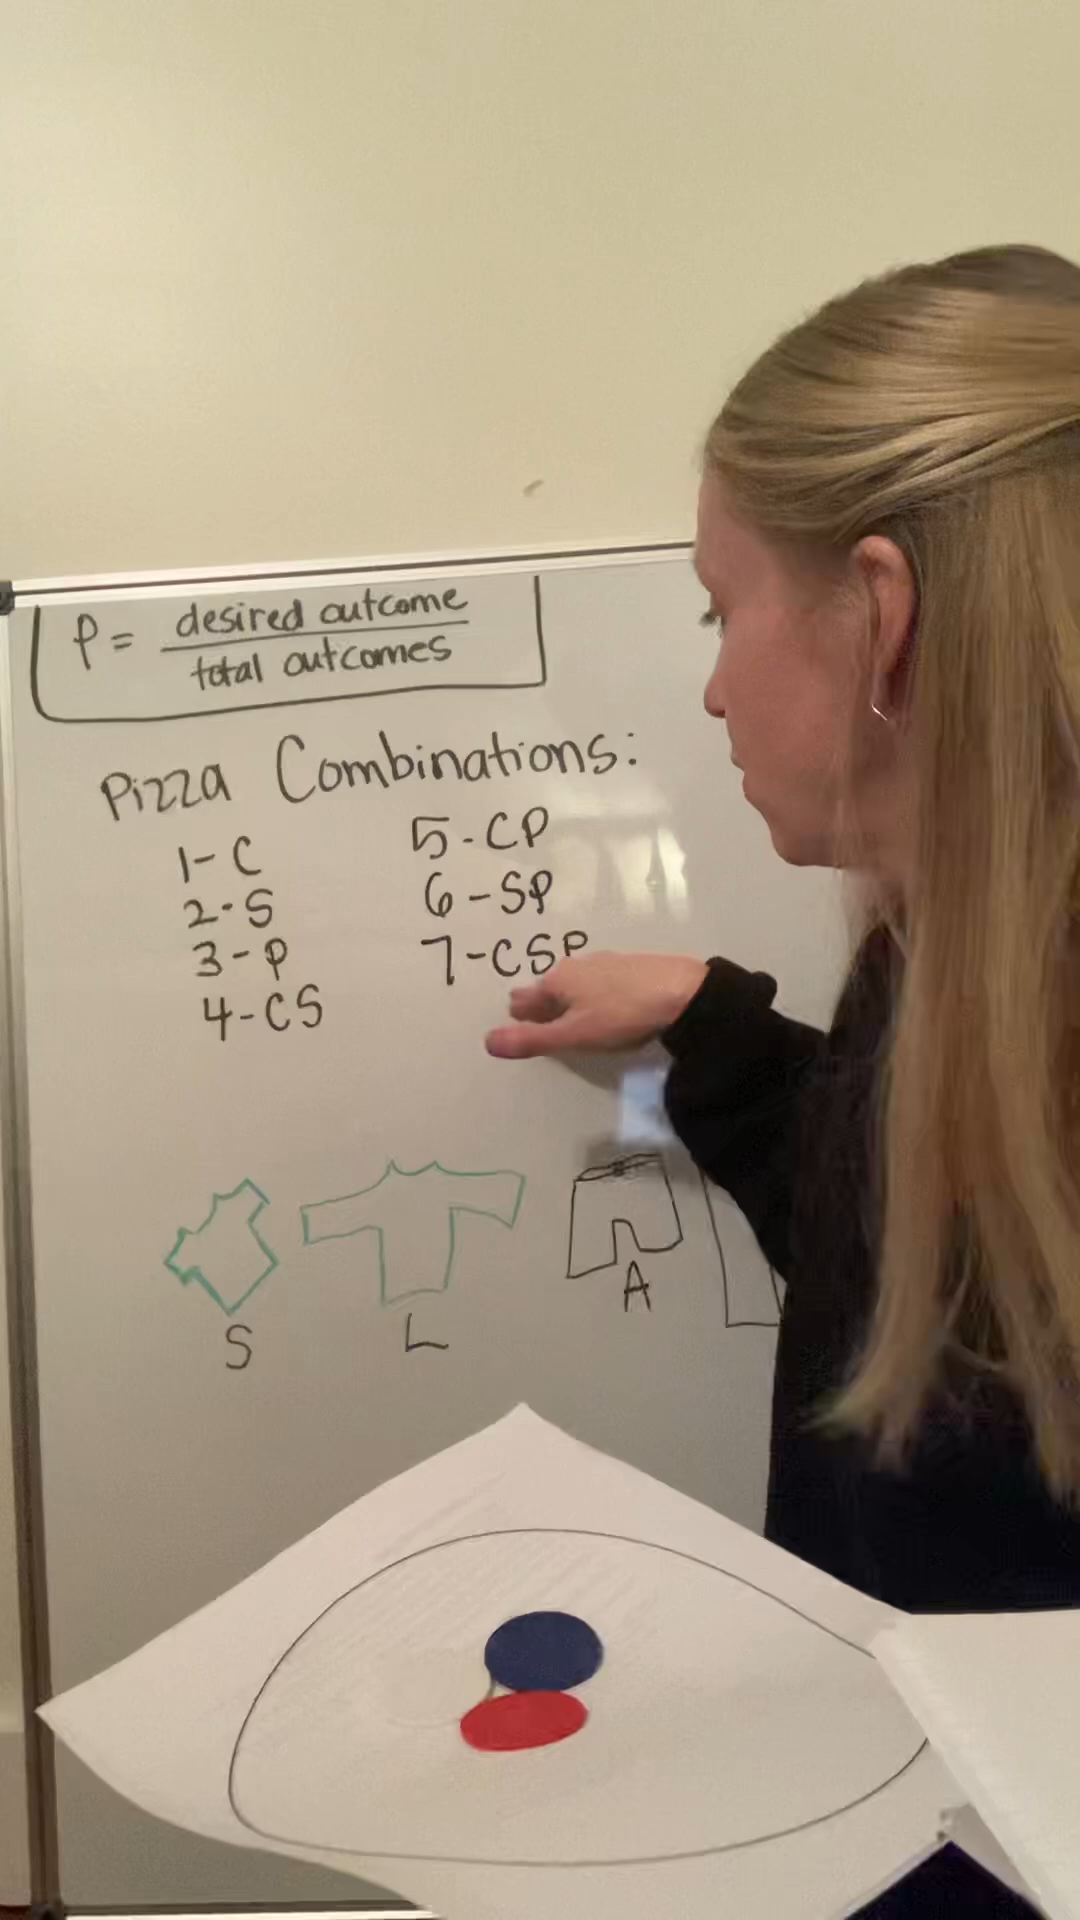 P = desired outcome
total outcomes
Pizza Combinations:
1- C
2- S
3- P
4- CS
5- CP
6- SP
7- CSP
S
L
A